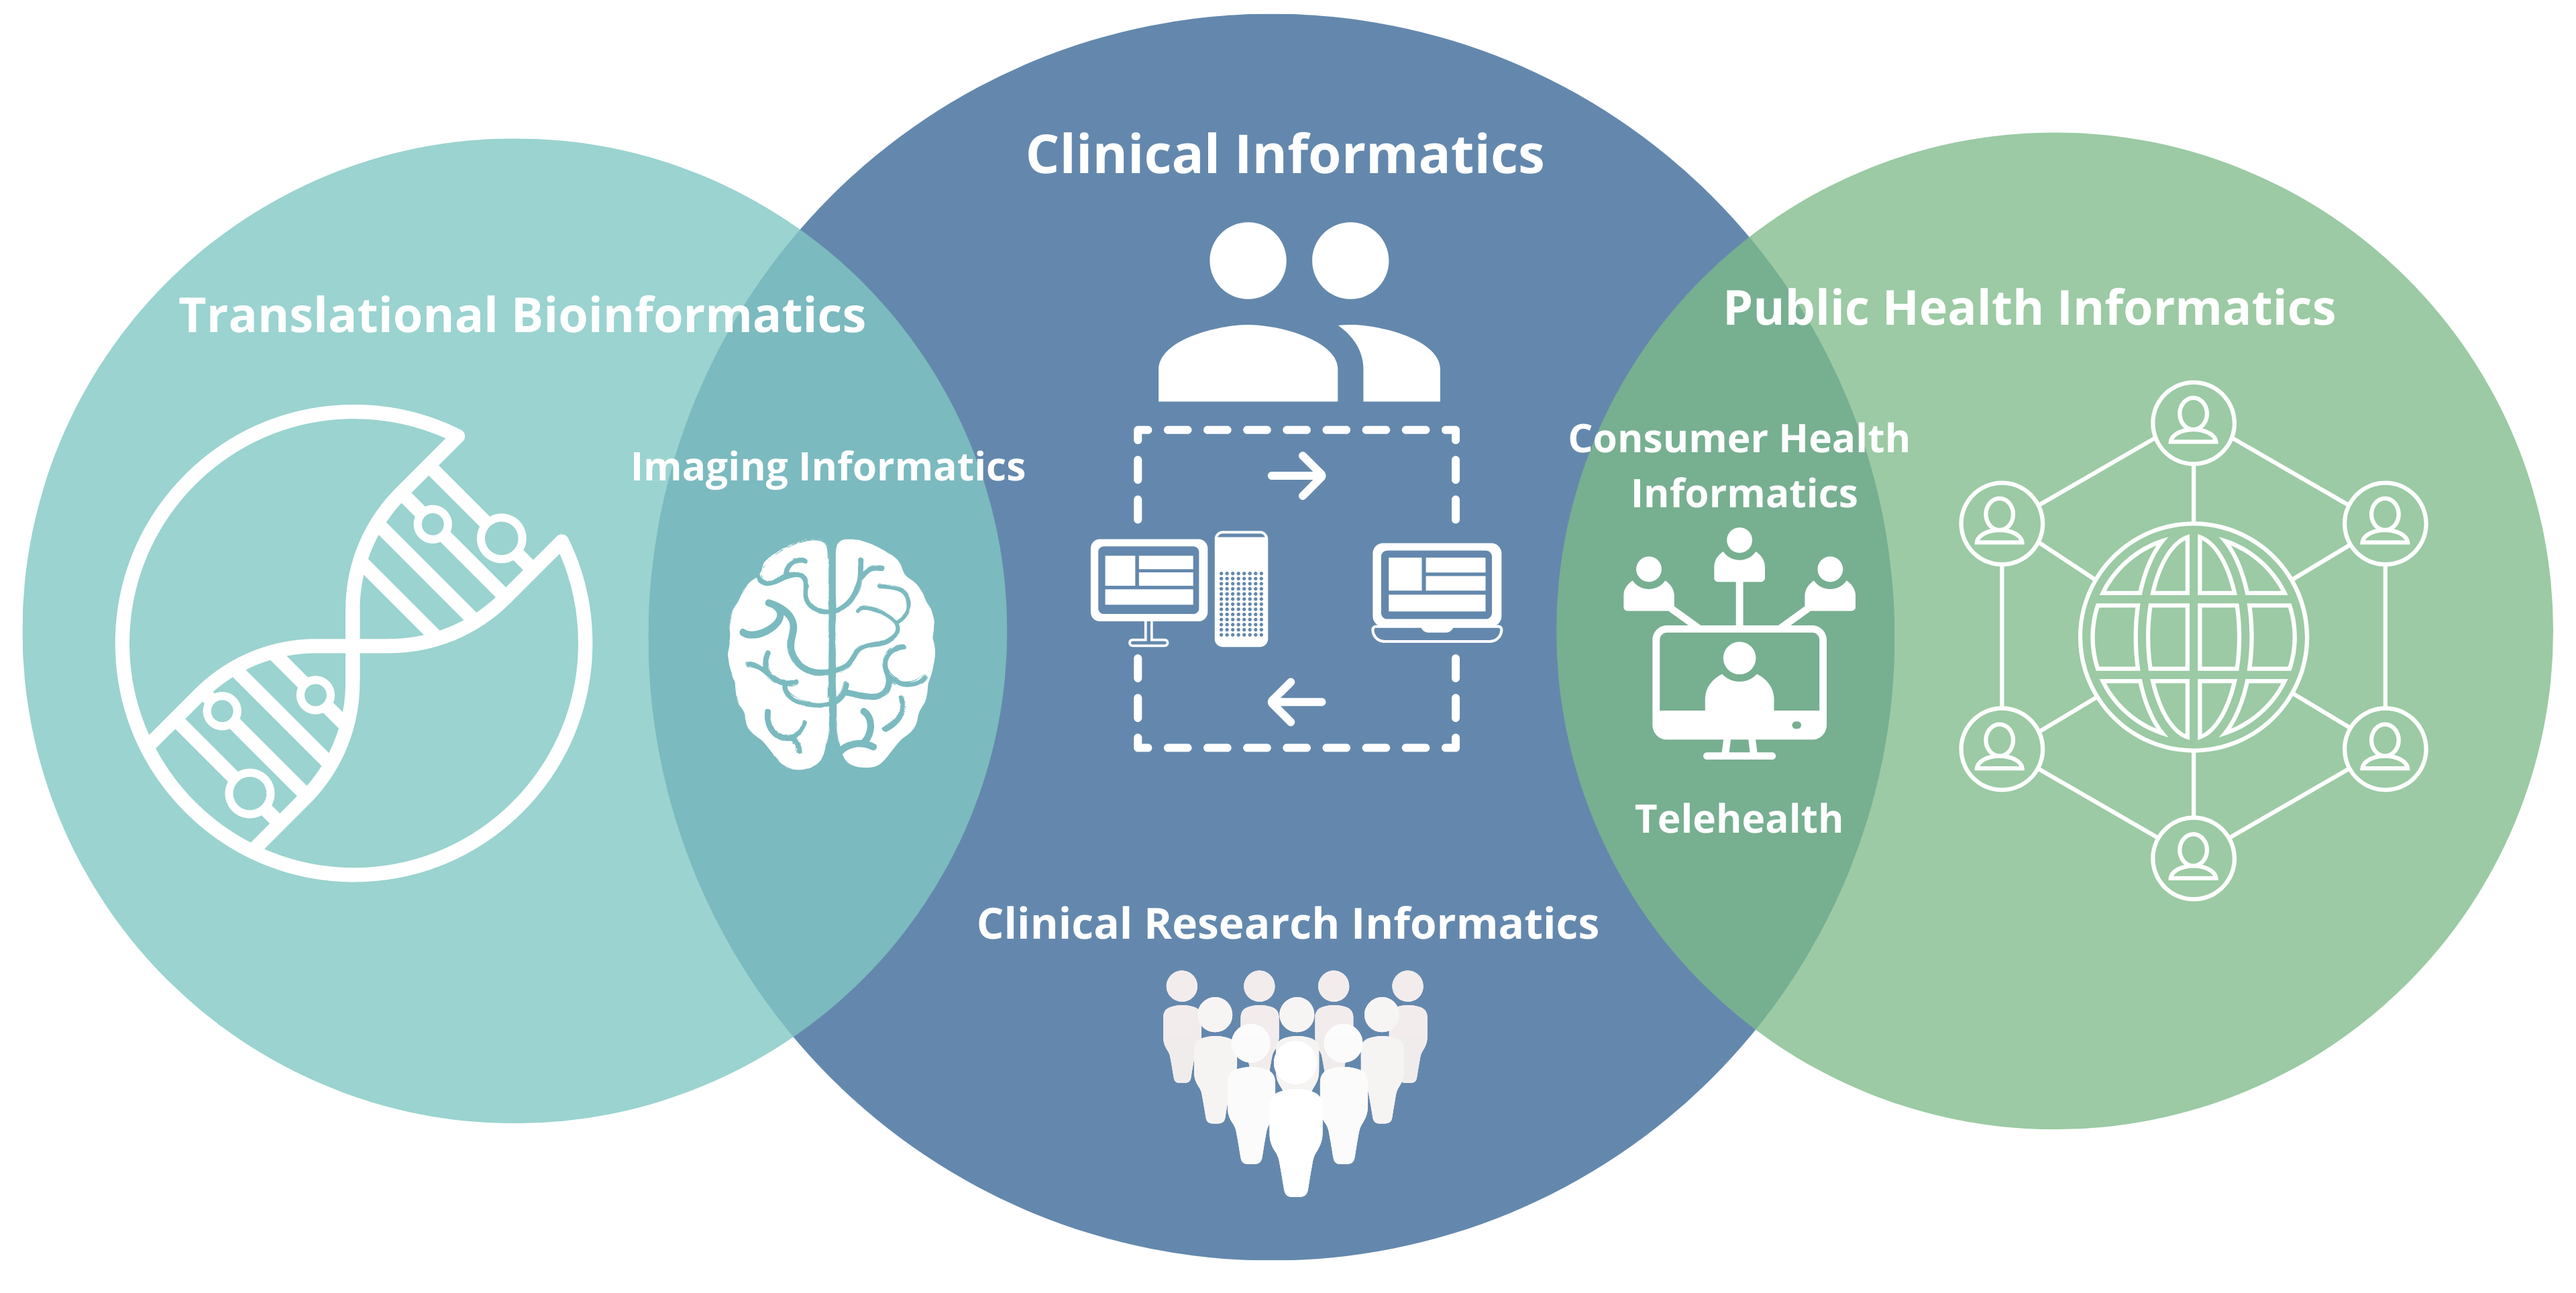 Clinical Informatics
Translational Bioinformatics
Public Health Informatics
Imaging Informatics
Consumer Health
Informatics
Telehealth
Clinical Research Informatics